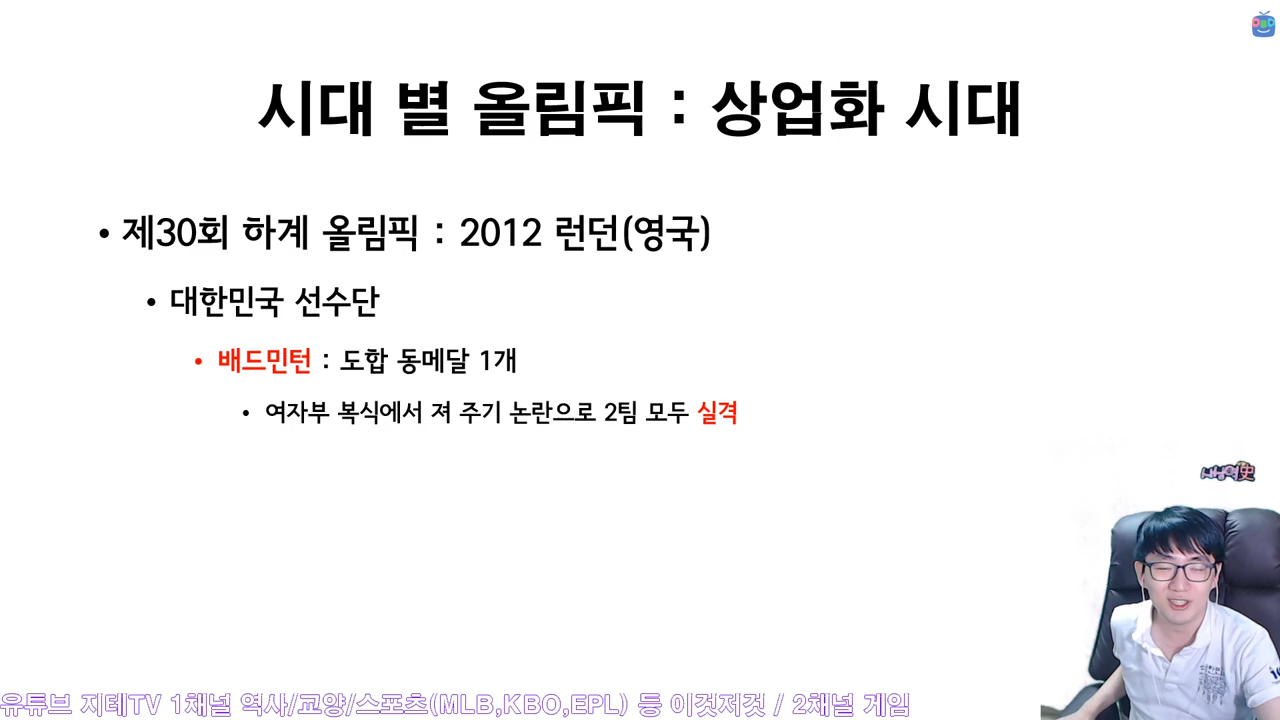 시대 별 올림픽 : 상업화 시대
• 제30회 하계 올림픽 : 2012 런던(영국)
• 대한민국 선수단
• 배드민턴 : 도합 동메달 1개
• 여자부 복식에서 져 주기 논란으로 2팀 모두 실격
유튜브 지테TV 1채널 역사/교양/스포츠(MLB,KBO,EPL) 등 이것저것 / 2채널 게임